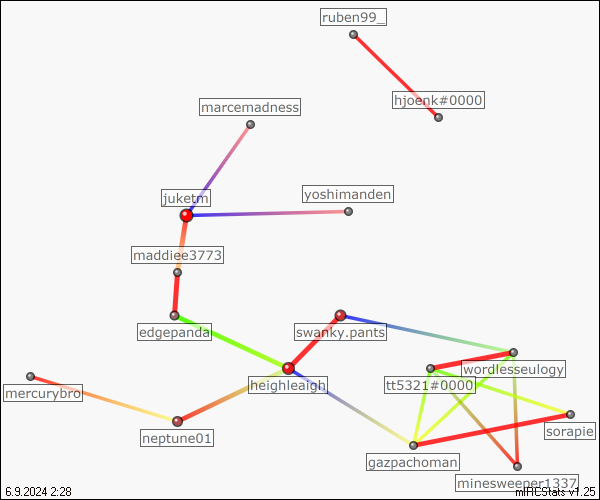 ruben99_
hjoenk#0000
marcemadness
juketm
yoshimanden
maddiee3773
edgepanda
swanky.pants
wordlesseulogy
heighleaigh
tt5321#0000
mercurybro
neptune01
sorapie
gazpachoman
minesweeper1337
6.9.2024 2:28
mIRCStats v1.25